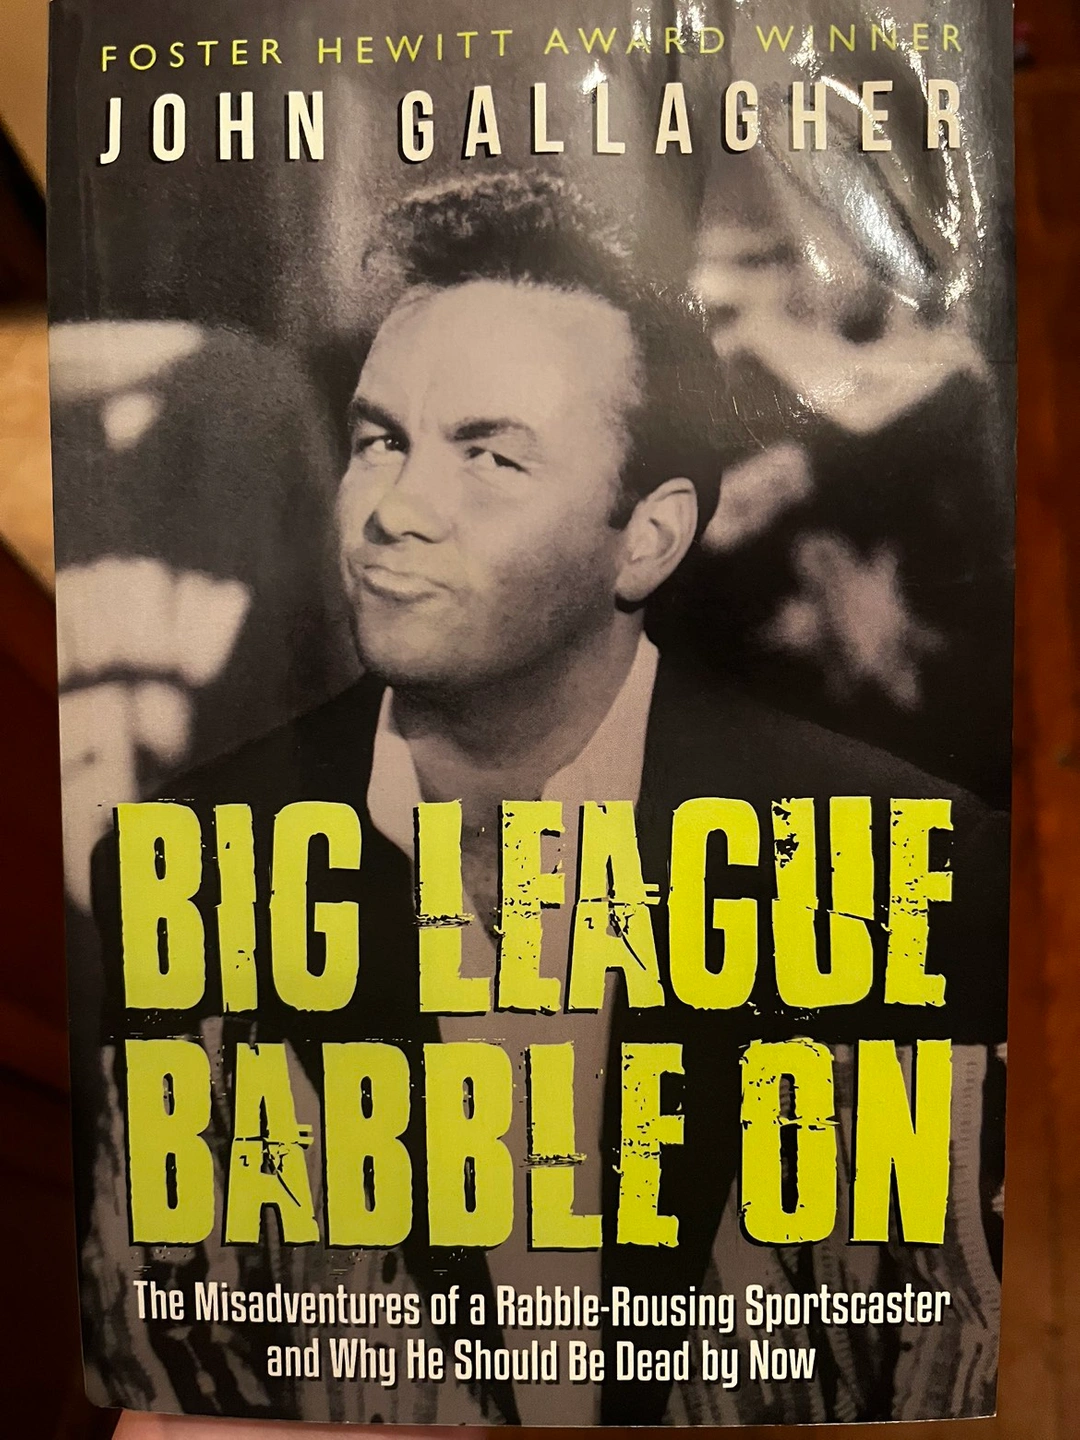 FOSTER HEWITT AWARD WINNER
JOHN GALLAGHER
BIG LEAGUE
BABBLE ON
The Misadventures of a Rabble-Rousing Sportscaster
and Why He Should Be Dead by Now